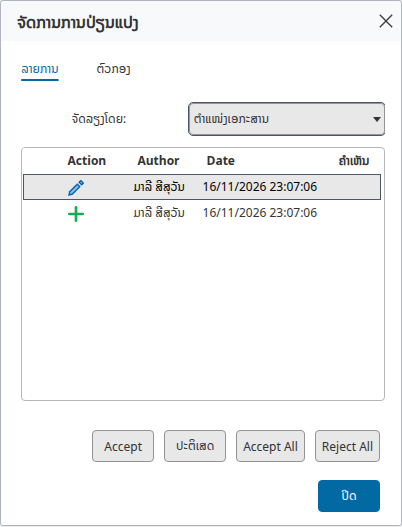 ຈັດການການປ່ຽນແປງ
ລາຍການ ຕົວກອງ
ຈັດລຽງໂດຍ: ຕຳແໜ່ງເອກະສານ
Action Author Date ຄຳເຫັນ
ມາລີ ສີສຸວັນ 16/11/2026 23:07:06
ມາລີ ສີສຸວັນ 16/11/2026 23:07:06
Accept ປະຕິເສດ Accept All Reject All
ປິດ